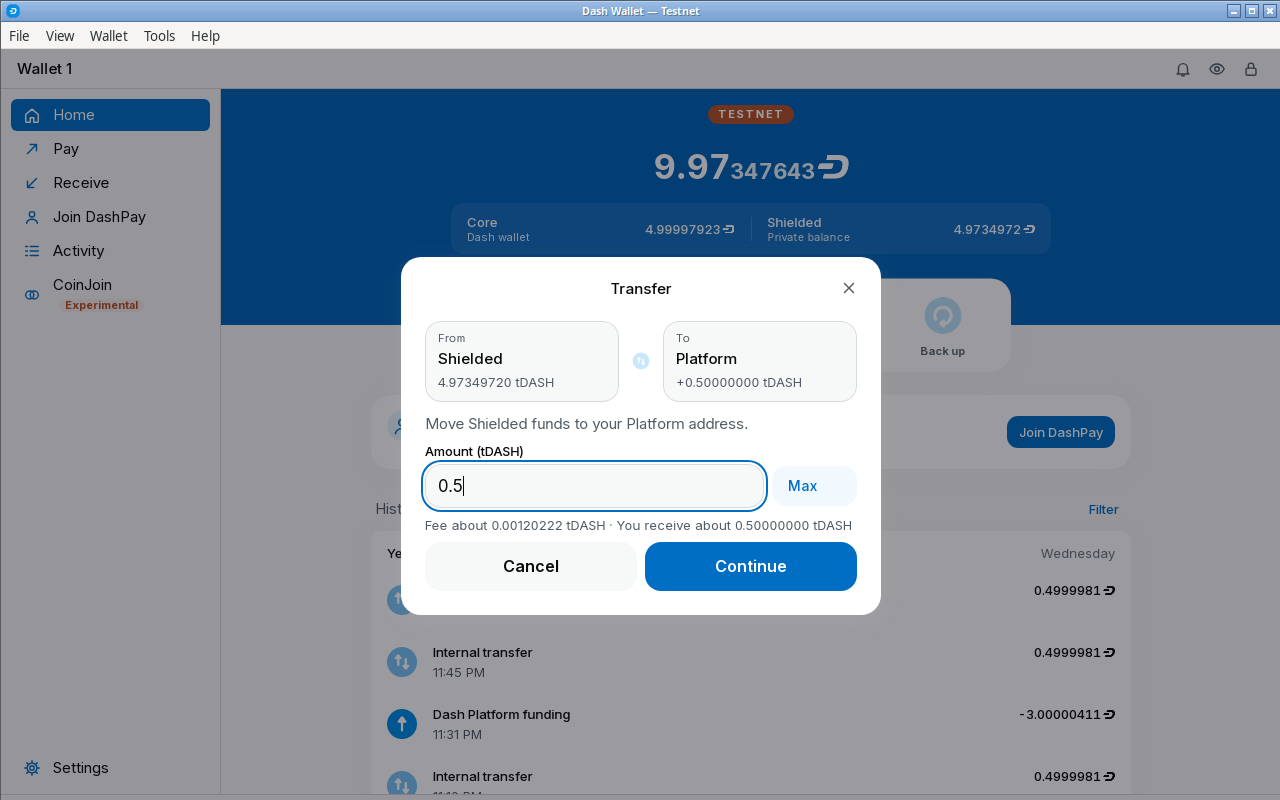 Dash Wallet — Testnet
File View Wallet Tools Help
Wallet 1
Home
Pay
Receive
Join DashPay
Activity
CoinJoin
Experimental
Settings
TESTNET
9.97347643
Core
Dash wallet
4.99997923
Shielded
Private balance
4.9734972
Back up
Join DashPay
Transfer
From
Shielded
4.97349720 tDASH
To
Platform
+0.50000000 tDASH
Move Shielded funds to your Platform address.
Amount (tDASH)
0.5
Max
Fee about 0.00120222 tDASH · You receive about 0.50000000 tDASH
Cancel
Continue
Hist
Filter
Ye
Wednesday
0.4999981
Internal transfer
0.4999981
11:45 PM
Dash Platform funding
-3.00000411
11:31 PM
Internal transfer
0.4999981